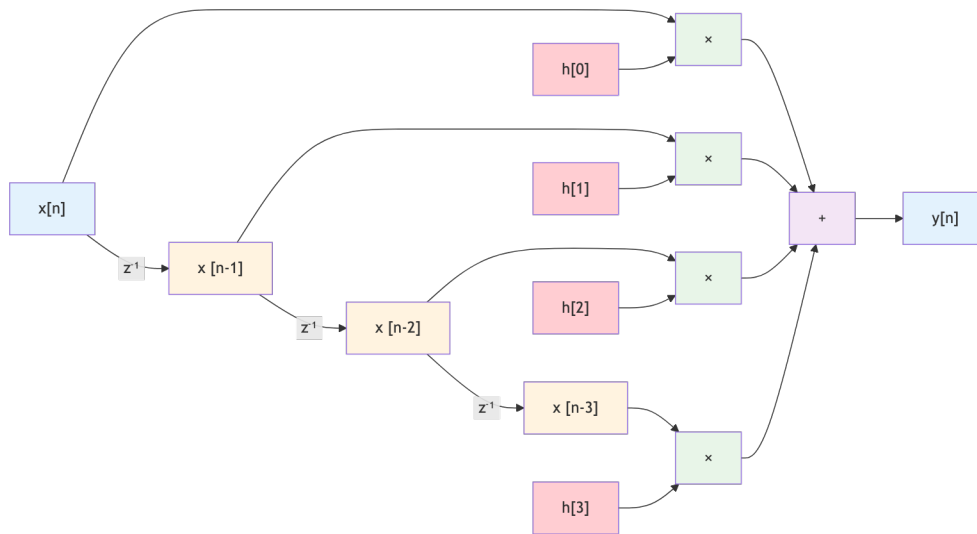 ×
h[0]
×
h[1]
x[n]
+
y[n]
z⁻¹
x [n-1]
×
h[2]
z⁻¹
x [n-2]
z⁻¹
x [n-3]
×
h[3]